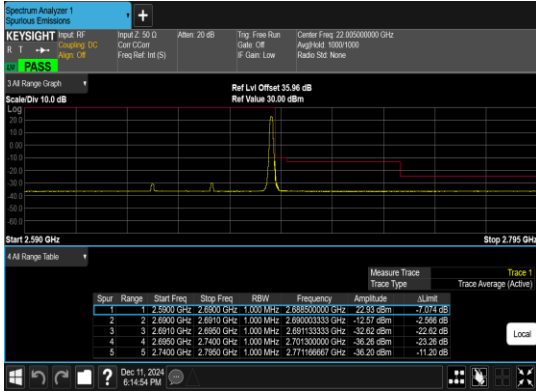 Spectrum Analyzer 1
Spurious Emissions
KEYSIGHT Input: RF Input Z: 50 Ω Atten: 20 dB Trig: Free Run Center Freq: 22.005000000 GHz
R T Coupling: DC Corr CCorr Gate: Off Avg|Hold: 1000/1000
Align: Off Freq Ref: Int (S) IF Gain: Low Radio Std: None
PASS
3 All Range Graph
Ref Lvl Offset 35.96 dB
Scale/Div 10.0 dB Ref Value 30.00 dBm
Log
20.0
10.0
0.00
-10.0
-20.0
-30.0
-40.0
-50.0
-60.0
Start 2.590 GHz Stop 2.795 GHz
4 All Range Table
Measure Trace Trace 1
Trace Type Trace Average (Active)
Spur Range Start Freq Stop Freq RBW Frequency Amplitude ΔLimit
1 1 2.5900 GHz 2.6900 GHz 1.000 MHz 2.688500000 GHz 22.93 dBm -7.074 dB
2 2 2.6900 GHz 2.6910 GHz 1.000 MHz 2.690003333 GHz -12.57 dBm -2.566 dB
3 3 2.6910 GHz 2.6950 GHz 1.000 MHz 2.691133333 GHz -32.62 dBm -22.62 dB
4 4 2.6950 GHz 2.7400 GHz 1.000 MHz 2.701300000 GHz -36.26 dBm -23.26 dB
5 5 2.7400 GHz 2.7950 GHz 1.000 MHz 2.771166667 GHz -36.20 dBm -11.20 dB
Local
Dec 11, 2024
6:14:54 PM